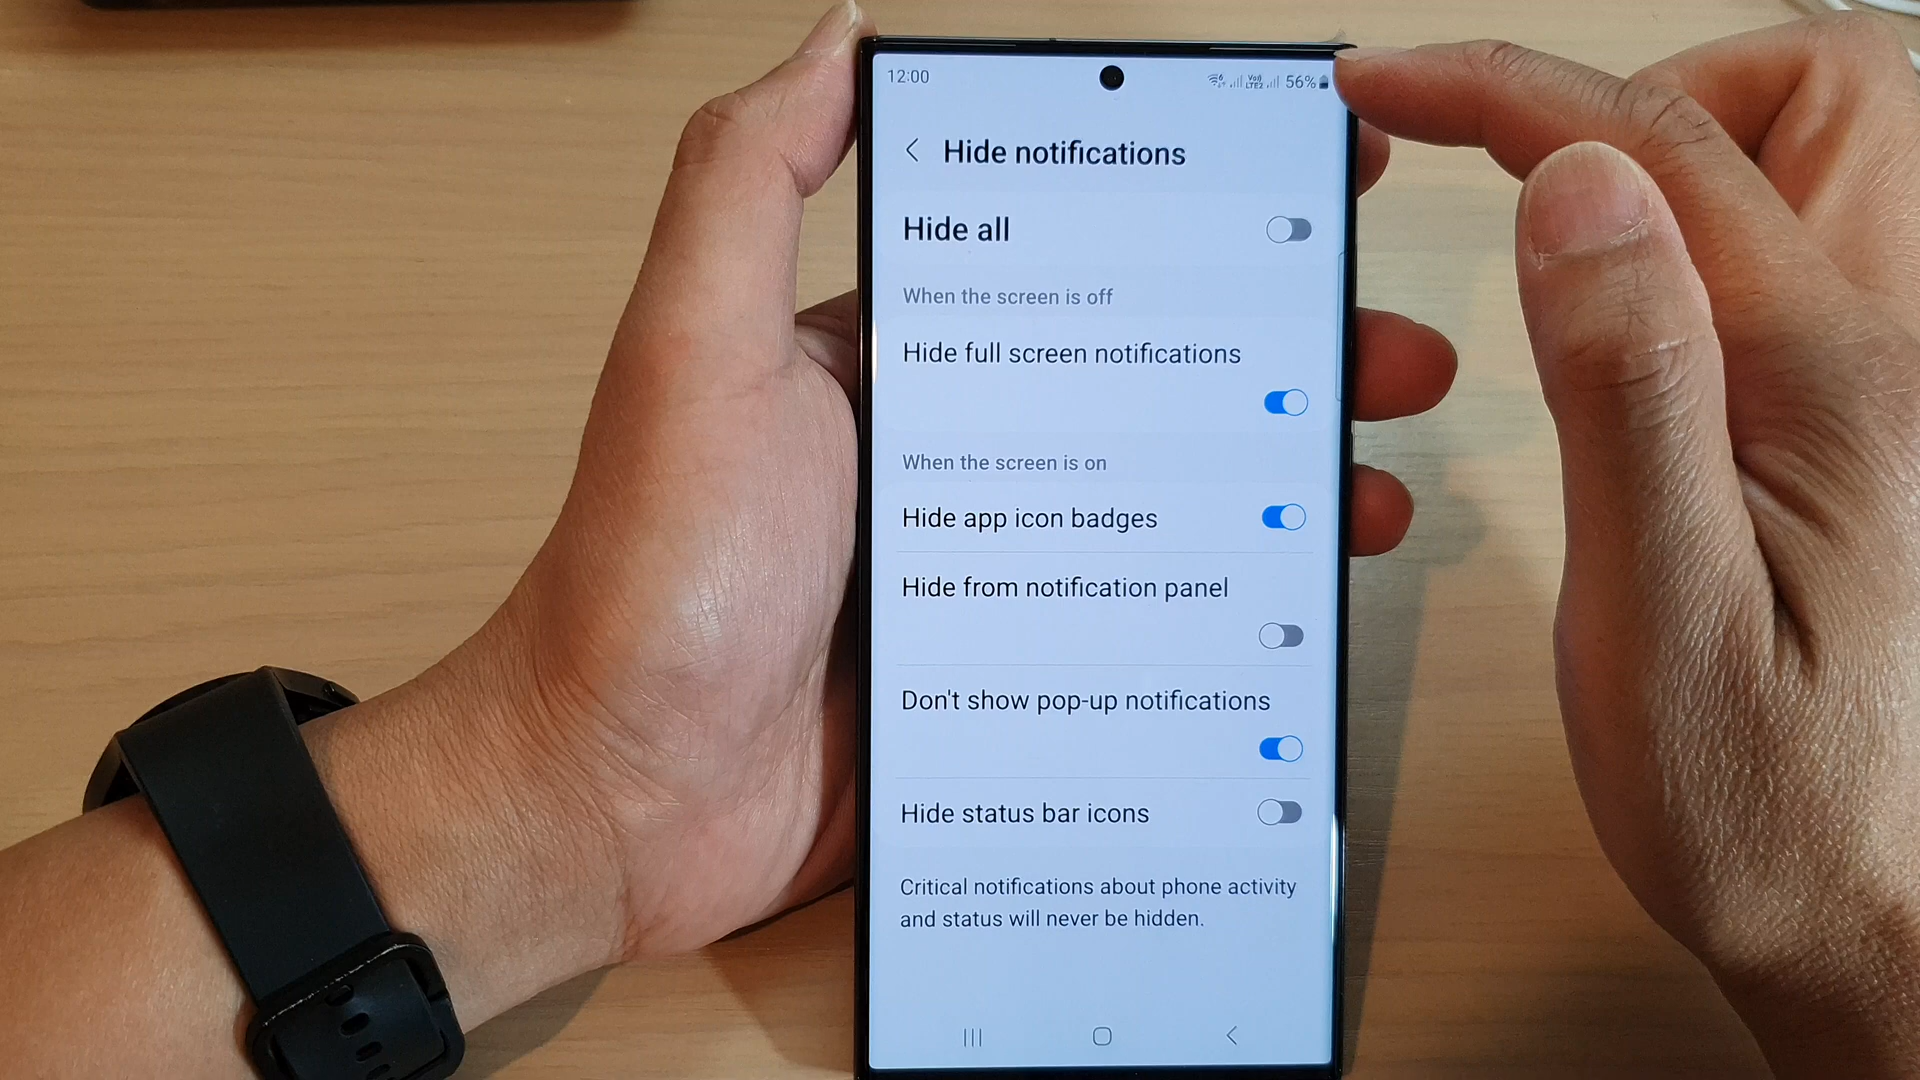 12:00
56%
Hide notifications
Hide all
When the screen is off
Hide full screen notifications
When the screen is on
Hide app icon badges
Hide from notification panel
Don't show pop-up notifications
Hide status bar icons
Critical notifications about phone activity
and status will never be hidden.